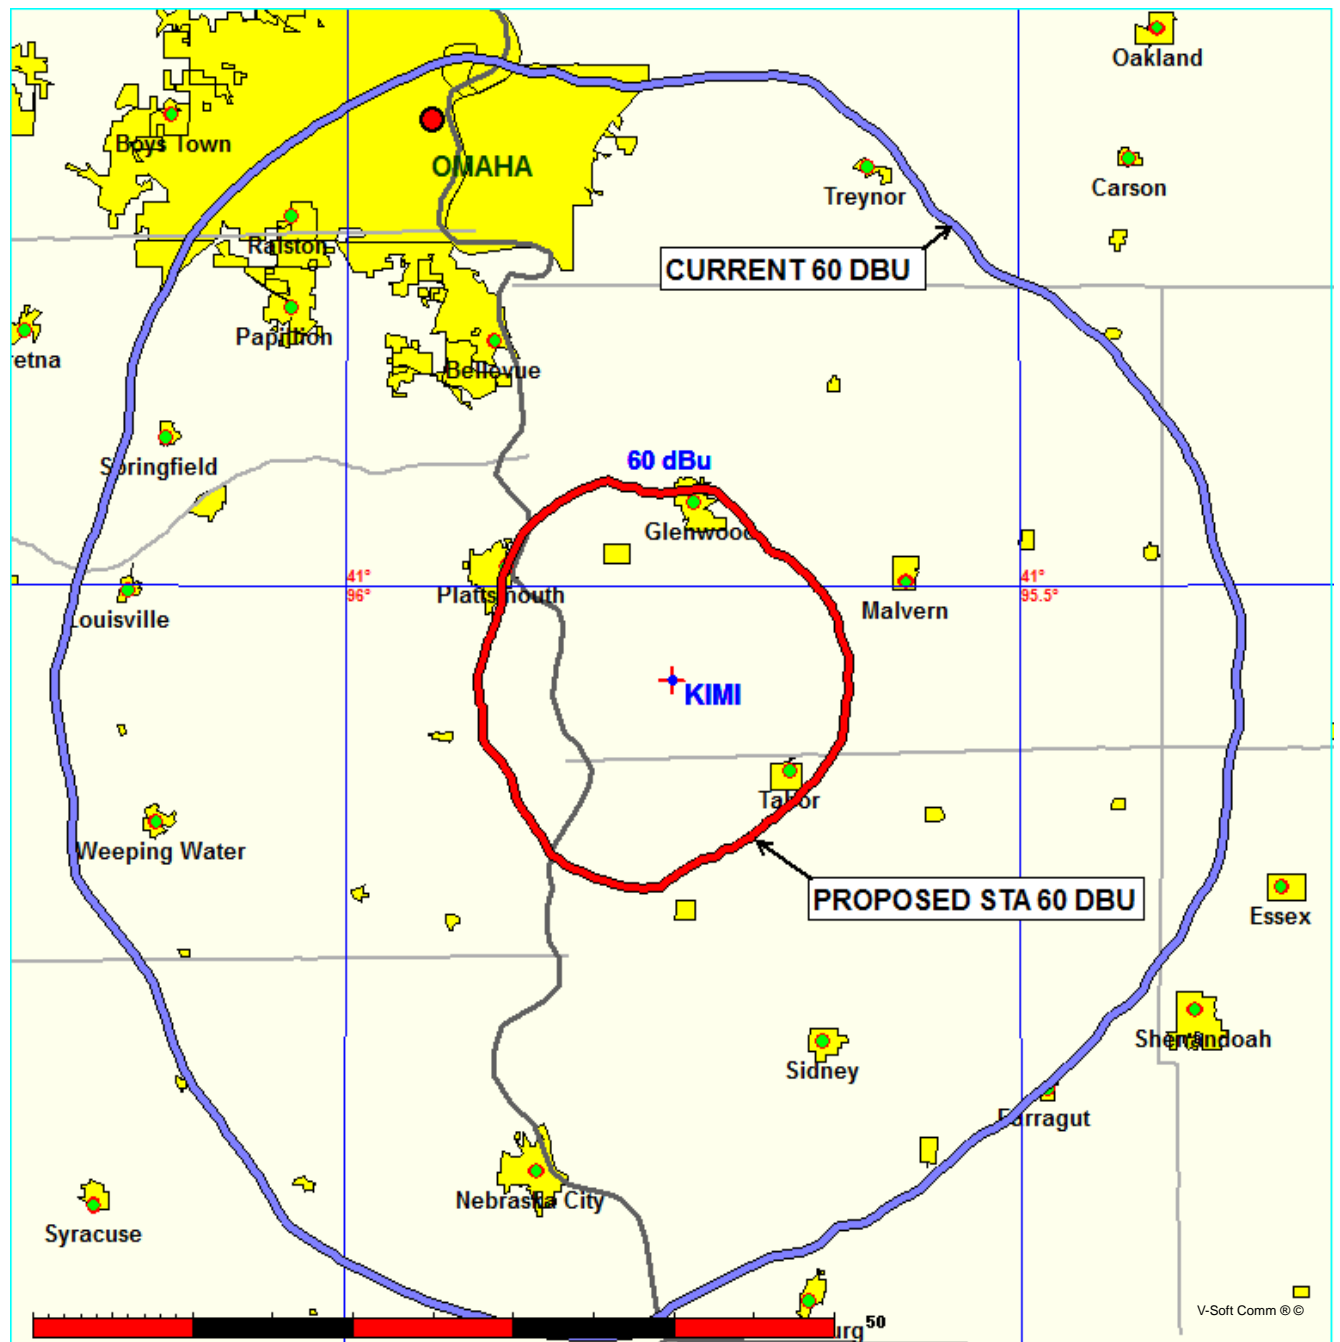 Oakland
Boys Town
OMAHA
Treynor
Carson
Ralston
CURRENT 60 DBU
Papillion
retna
Bellevue
Springfield
60 dBu
Glenwood
41°
96°
41°
95.5°
Plattsmouth
Malvern
Louisville
KIMI
Tabor
Weeping Water
PROPOSED STA 60 DBU
Essex
Shenandoah
Sidney
Farragut
Nebraska City
Syracuse
V-Soft Comm ® ©
urg
50